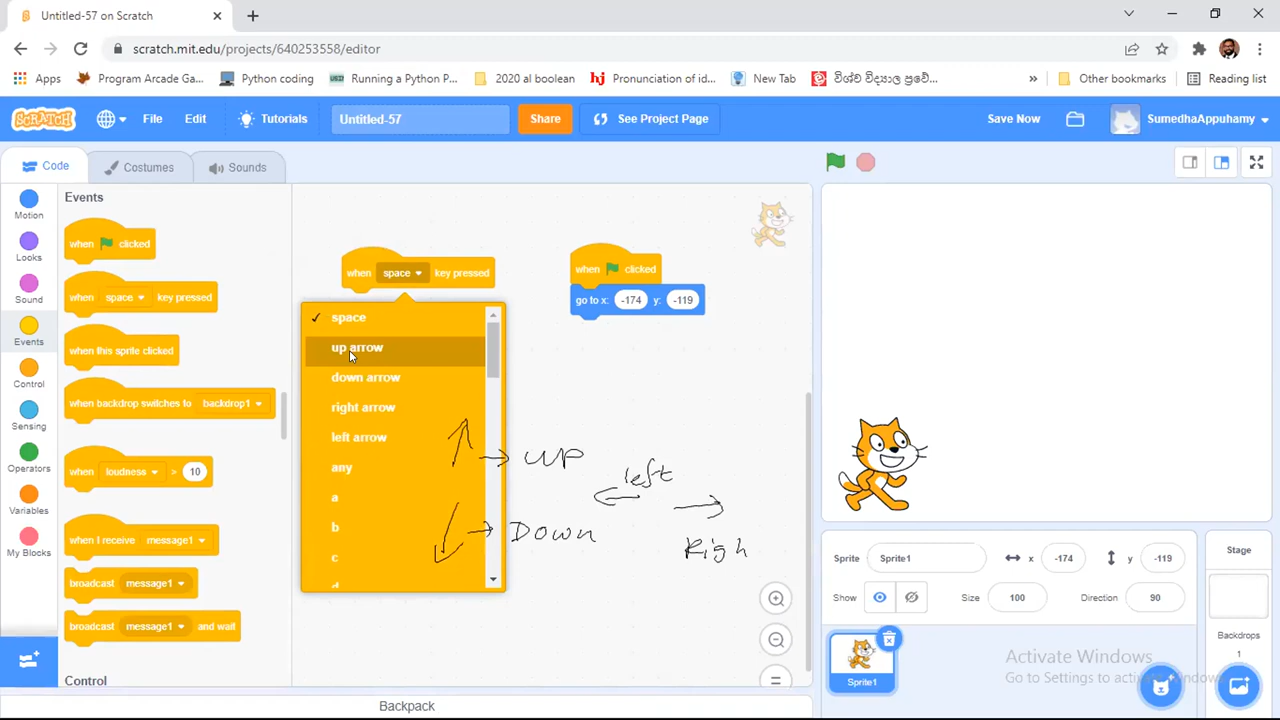 Untitled-57 on Scratch
scratch.mit.edu/projects/640253558/editor
Apps Program Arcade Ga... Python coding Running a Python P... 2020 al boolean hj Pronunciation of id... New Tab විශ්ව විද්‍යාල ප්‍රවේ... » Other bookmarks Reading list
SCRATCH File Edit Tutorials Untitled-57 Share See Project Page Save Now SumedhaAppuhamy
Code Costumes Sounds
Motion
Looks
Sound
Events
Control
Sensing
Operators
Variables
My Blocks
Events
when clicked
when space key pressed
when this sprite clicked
when backdrop switches to backdrop1
when loudness > 10
when I receive message1
broadcast message1
broadcast message1 and wait
Control
when space key pressed
✓ space
up arrow
down arrow
right arrow
left arrow
any
a
b
c
when clicked
go to x: -174 y: -119
UP
left
Down
Righ
Sprite Sprite1 x -174 y -119
Show Size 100 Direction 90
Sprite1
Stage
Backdrops
1
Activate Windows
Backpack